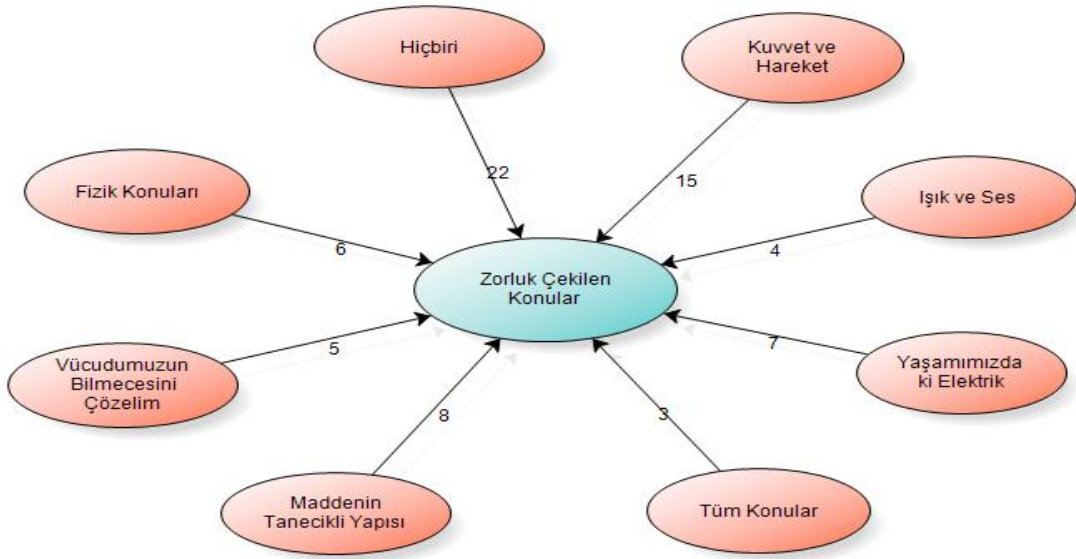 Hiçbiri
Kuvvet ve
Hareket
22
15
Fizik Konuları
Işık ve Ses
6
4
Zorluk Çekilen
Konular
Vücudumuzun
Bilmecesini
Çözelim
5
7
Yaşamımızda
ki Elektrik
8
3
Maddenin
Tanecikli Yapısı
Tüm Konular